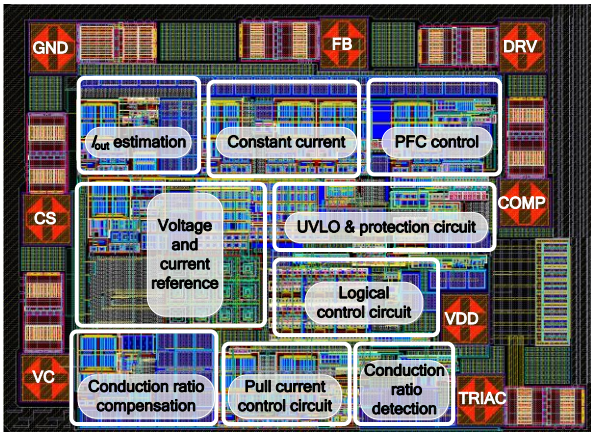 GND
FB
DRV
Iout estimation
Constant current
PFC control
CS
Voltage
and
current
reference
UVLO & protection circuit
COMP
Logical
control circuit
VDD
VC
Conduction ratio
compensation
Pull current
control circuit
Conduction
ratio
detection
TRIAC